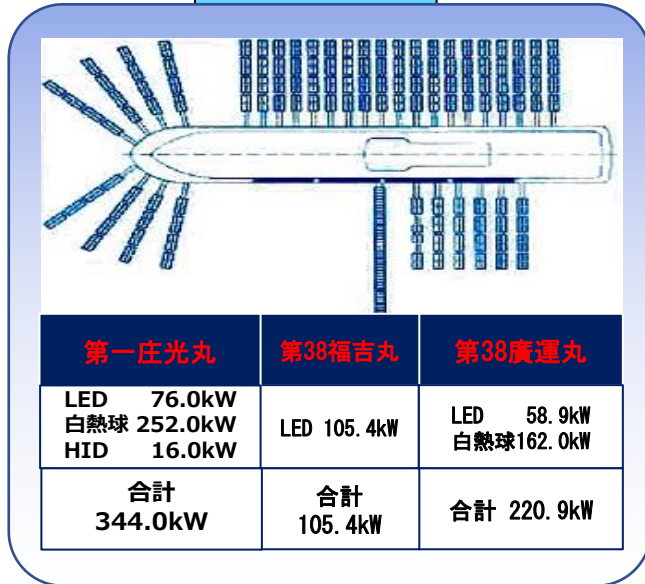 第一庄光丸 第38福吉丸 第38廣運丸
LED 76.0kW
白熱球 252.0kW
HID 16.0kW
LED 105.4kW
LED 58.9kW
白熱球162.0kW
合計
344.0kW
合計
105.4kW
合計 220.9kW